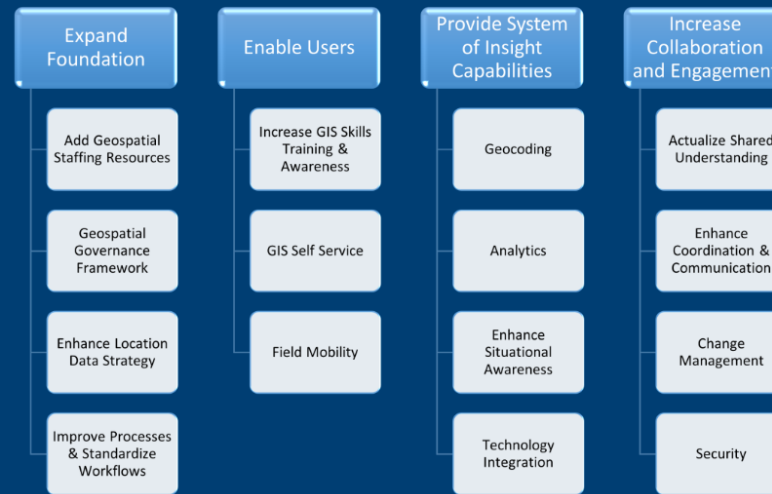 Expand
Foundation
Add Geospatial
Staffing Resources
Geospatial
Governance
Framework
Enhance Location
Data Strategy
Improve Processes
& Standardize
Workflows
Enable Users
Increase GIS Skills
Training &
Awareness
GIS Self Service
Field Mobility
Provide System
of Insight
Capabilities
Geocoding
Analytics
Enhance
Situational
Awareness
Technology
Integration
Increase
Collaboration
and Engagement
Actualize Shared
Understanding
Enhance
Coordination &
Communication
Change
Management
Security